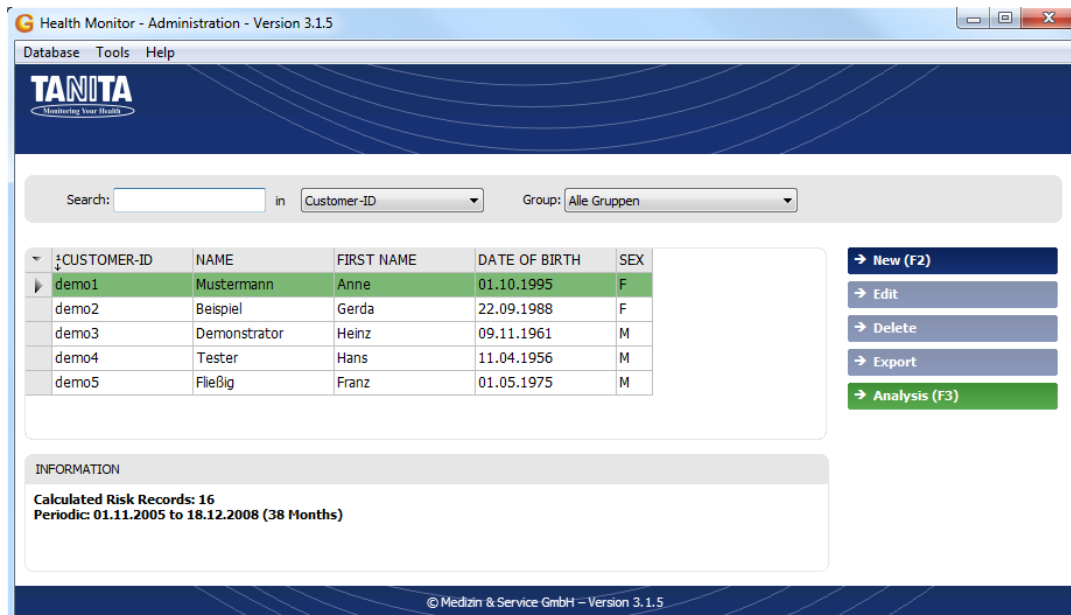 Health Monitor - Administration - Version 3.1.5
Database Tools Help
TANITA
Monitoring Your Health
Search: in Customer-ID Group: Alle Gruppen
CUSTOMER-ID NAME FIRST NAME DATE OF BIRTH SEX
demo1 Mustermann Anne 01.10.1995 F
demo2 Beispiel Gerda 22.09.1988 F
demo3 Demonstrator Heinz 09.11.1961 M
demo4 Tester Hans 11.04.1956 M
demo5 Fließig Franz 01.05.1975 M
→ New (F2)
→ Edit
→ Delete
→ Export
→ Analysis (F3)
INFORMATION
Calculated Risk Records: 16
Periodic: 01.11.2005 to 18.12.2008 (38 Months)
© Medizin & Service GmbH – Version 3.1.5